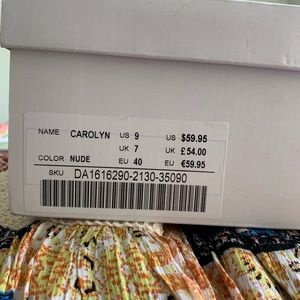 NAME CAROLYN US 9 US $59.95
UK 7 UK £54.00
COLOR NUDE EU 40 EU €59.95
SKU DA1616290-2130-35090